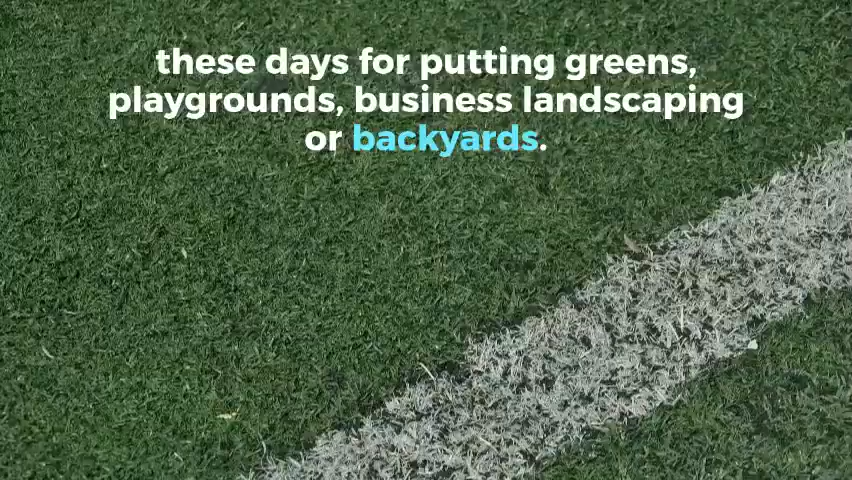 these days for putting greens,
playgrounds, business landscaping
or backyards.